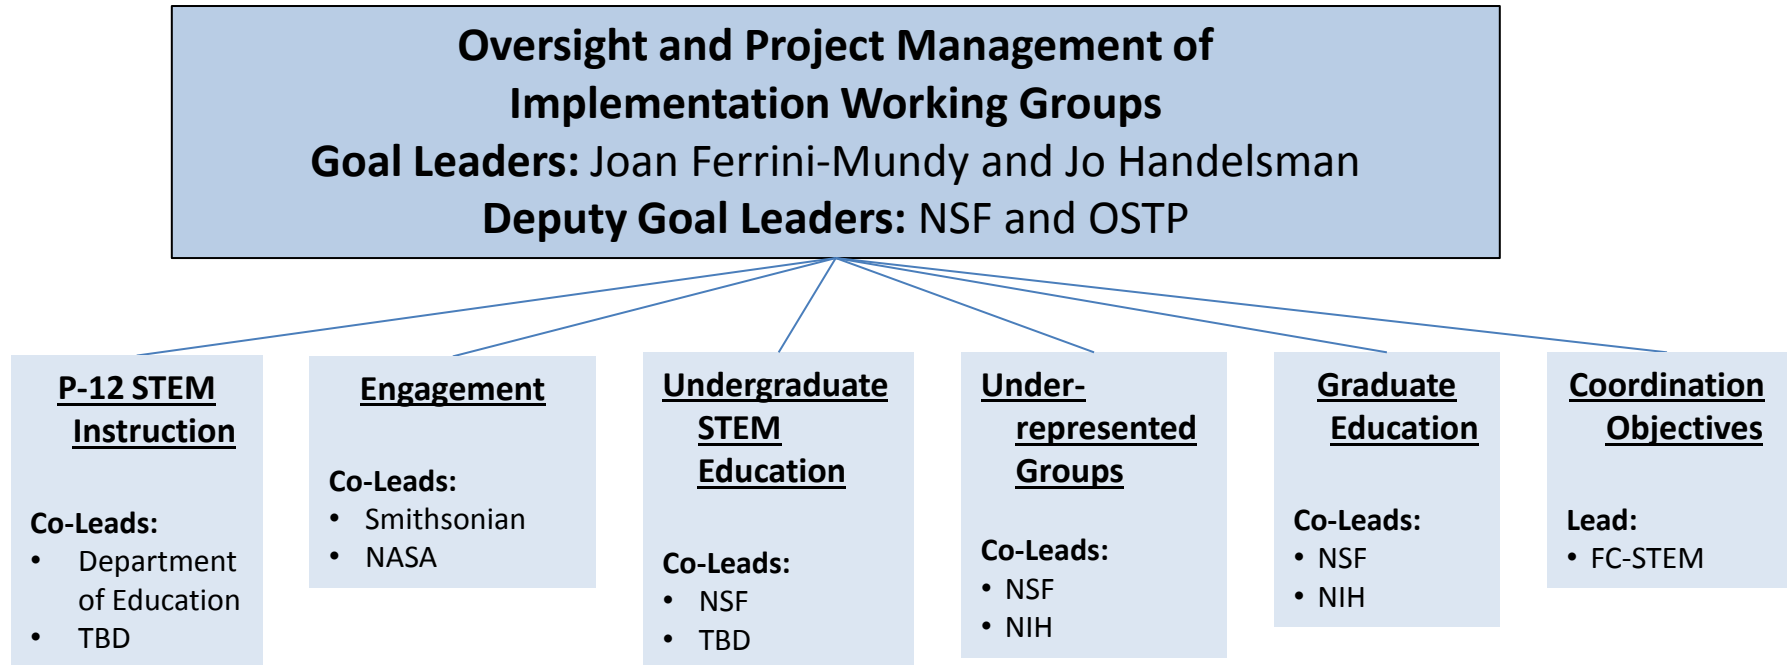 Oversight and Project Management of
Implementation Working Groups
Goal Leaders: Joan Ferrini-Mundy and Jo Handelsman
Deputy Goal Leaders: NSF and OSTP
P-12 STEM
Instruction
Co-Leads:
• Department
of Education
• TBD
Engagement
Co-Leads:
• Smithsonian
• NASA
Undergraduate
STEM
Education
Co-Leads:
• NSF
• TBD
Under-
represented
Groups
Co-Leads:
• NSF
• NIH
Graduate
Education
Co-Leads:
• NSF
• NIH
Coordination
Objectives
Lead:
• FC-STEM